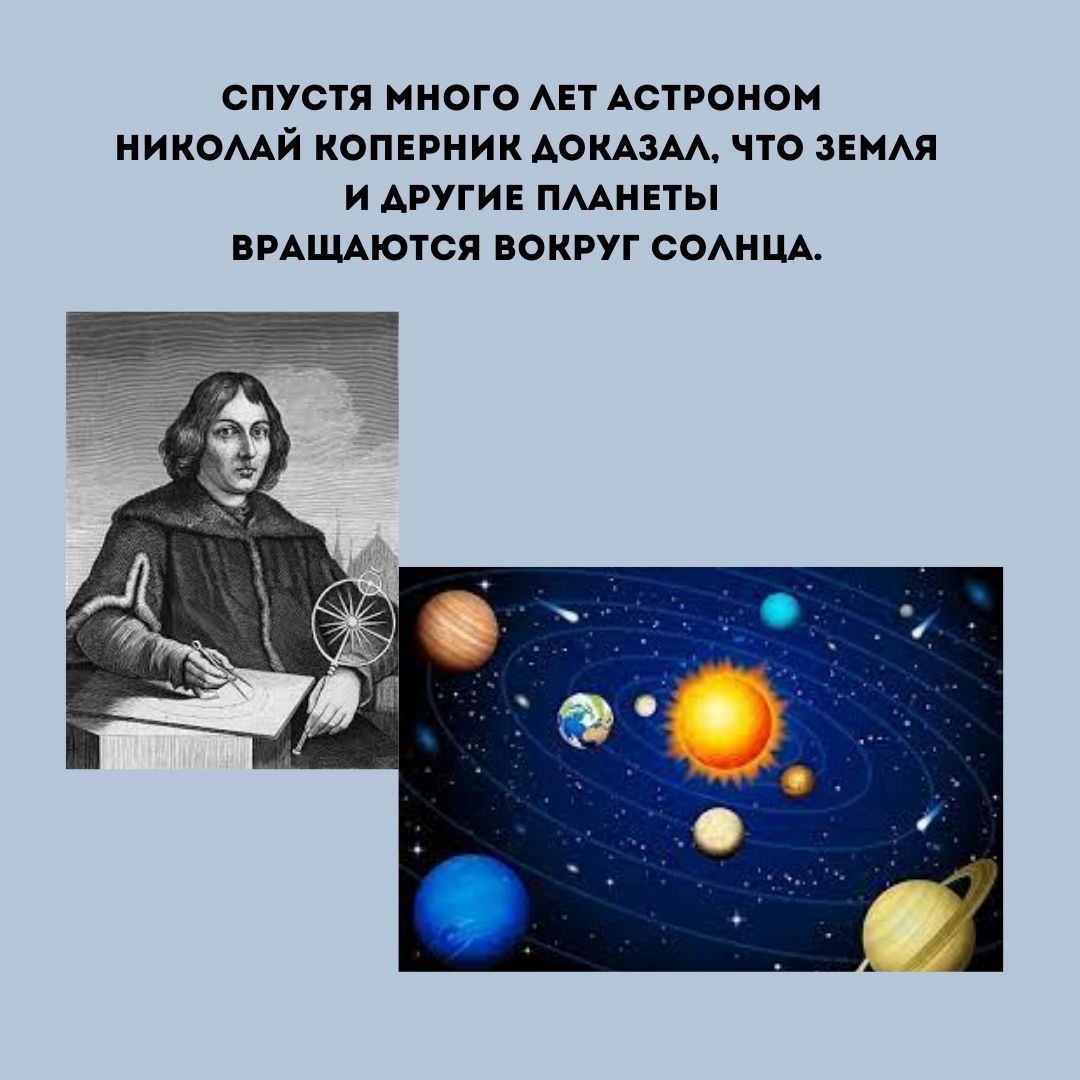 СПУСТЯ МНОГО ЛЕТ АСТРОНОМ
НИКОЛАЙ КОПЕРНИК ДОКАЗАЛ, ЧТО ЗЕМЛЯ
И ДРУГИЕ ПЛАНЕТЫ
ВРАЩАЮТСЯ ВОКРУГ СОЛНЦА.